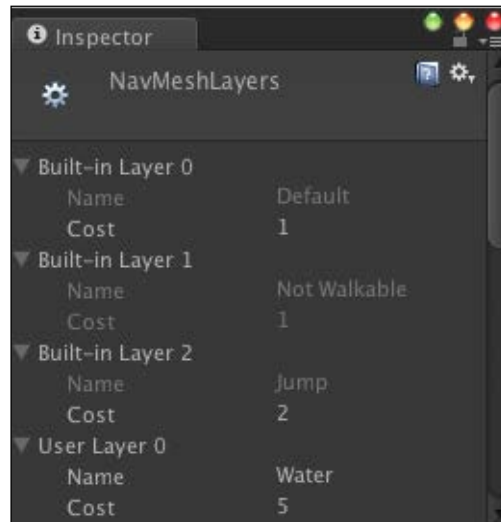 Inspector
NavMeshLayers
Built-in Layer 0
Name Default
Cost 1
Built-in Layer 1
Name Not Walkable
Cost 1
Built-in Layer 2
Name Jump
Cost 2
User Layer 0
Name Water
Cost 5